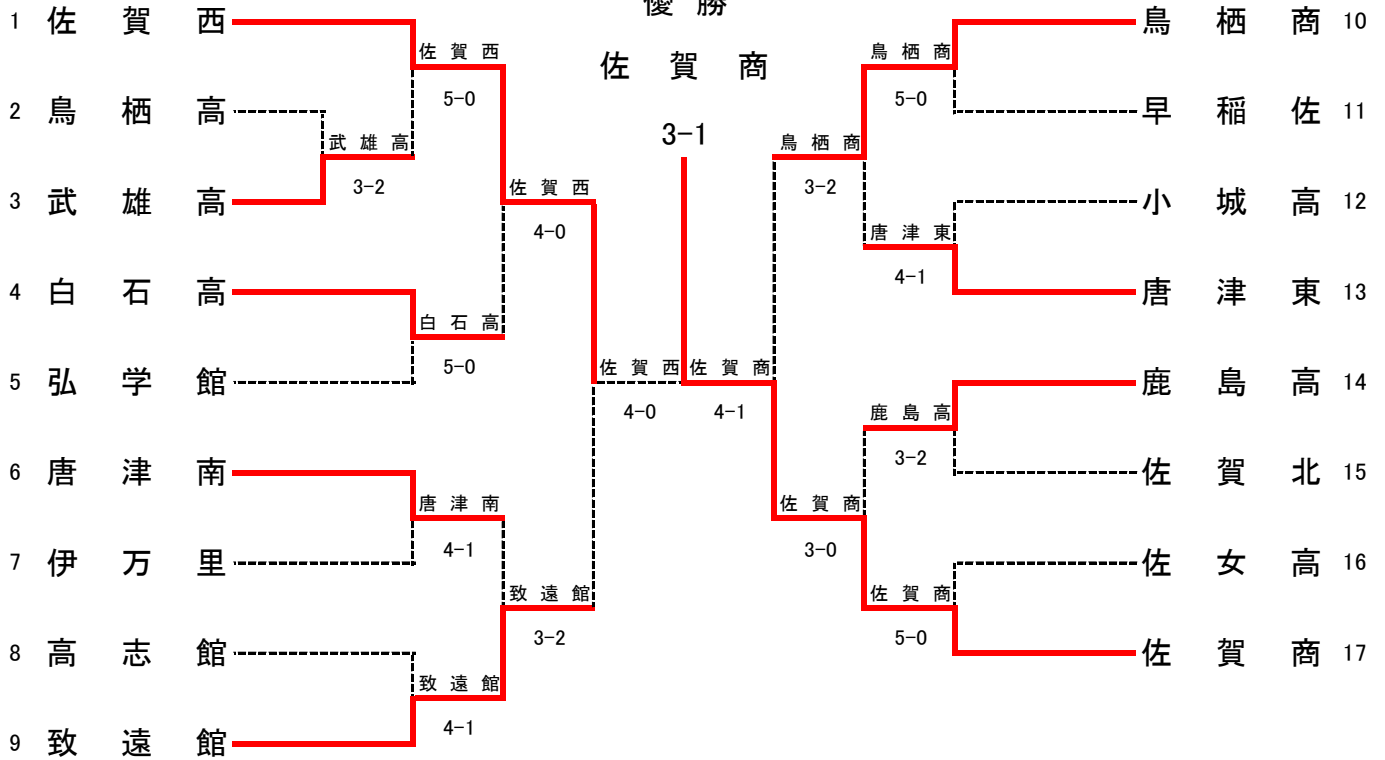 優 勝
佐 賀 商
3-1
1 佐 賀 西
2 鳥 栖 高
3 武 雄 高
4 白 石 高
5 弘 学 館
6 唐 津 南
7 伊 万 里
8 高 志 館
9 致 遠 館
武 雄 高
3-2
佐 賀 西
5-0
白 石 高
5-0
唐 津 南
4-1
致 遠 館
4-1
佐 賀 西
4-0
致 遠 館
3-2
佐 賀 西
4-0
佐 賀 商
4-1
鳥 栖 商
3-2
佐 賀 商
3-0
鳥 栖 商
5-0
唐 津 東
4-1
鹿 島 高
3-2
佐 賀 商
5-0
鳥 栖 商 10
早 稲 佐 11
小 城 高 12
唐 津 東 13
鹿 島 高 14
佐 賀 北 15
佐 女 高 16
佐 賀 商 17